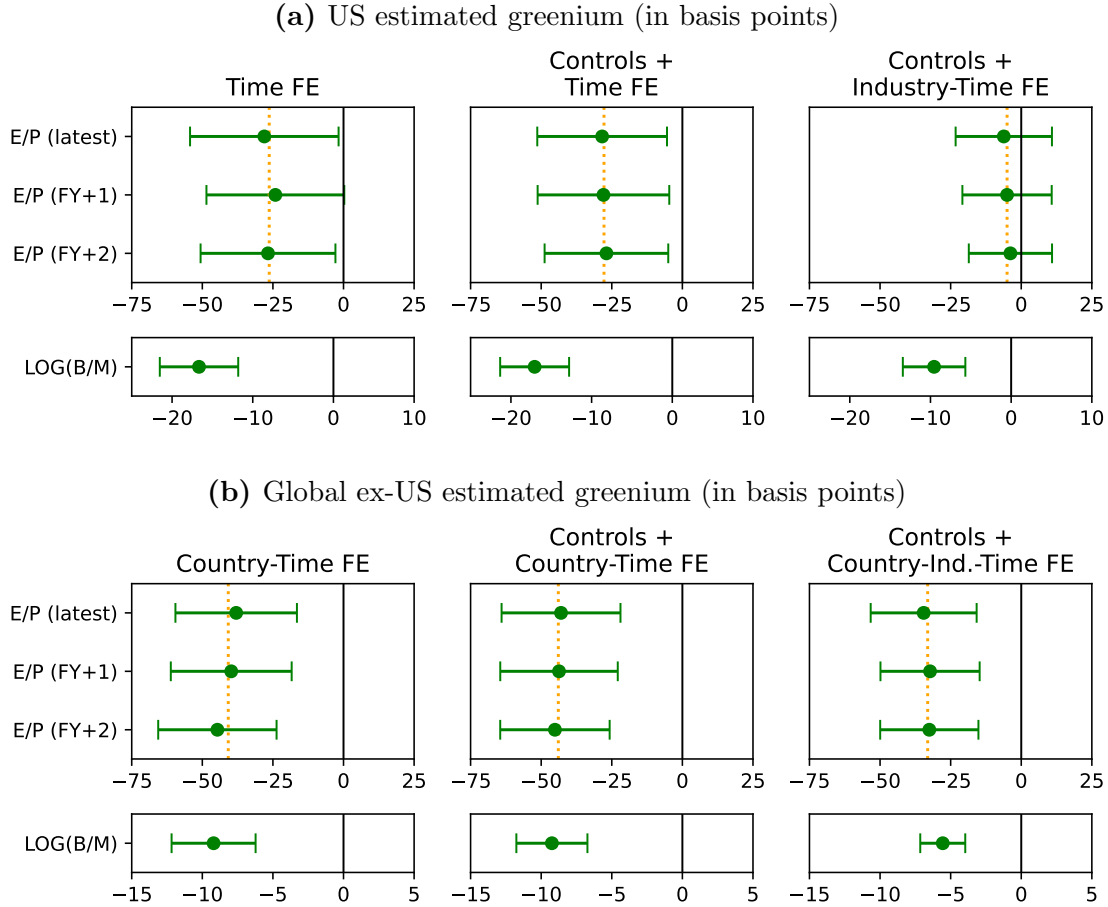 (a) US estimated greenium (in basis points)
Time FE
Controls +
Time FE
Controls +
Industry-Time FE
E/P (latest)
E/P (FY+1)
E/P (FY+2)
−75 −50 −25 0 25
−75 −50 −25 0 25
−75 −50 −25 0 25
LOG(B/M)
−20 −10 0 10
−20 −10 0 10
−20 −10 0 10
(b) Global ex-US estimated greenium (in basis points)
Country-Time FE
Controls +
Country-Time FE
Controls +
Country-Ind.-Time FE
E/P (latest)
E/P (FY+1)
E/P (FY+2)
−75 −50 −25 0 25
−75 −50 −25 0 25
−75 −50 −25 0 25
LOG(B/M)
−15 −10 −5 0 5
−15 −10 −5 0 5
−15 −10 −5 0 5